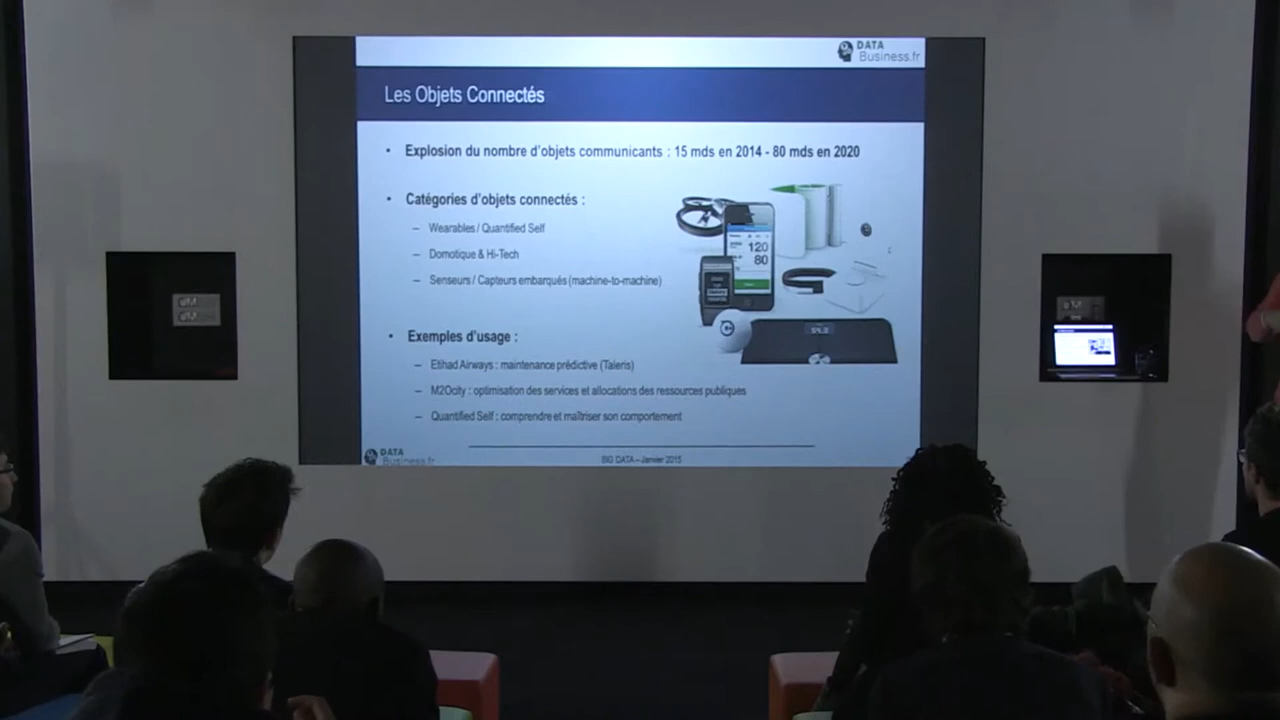 DATA
Business.fr
Les Objets Connectés
• Explosion du nombre d'objets communicants : 15 mds en 2014 - 80 mds en 2020
• Catégories d'objets connectés :
– Wearables / Quantified Self
– Domotique & Hi-Tech
– Senseurs / Capteurs embarqués (machine-to-machine)
120
80
• Exemples d'usage :
– Etihad Airways : maintenance prédictive (Taleris)
– M2Ocity : optimisation des services et allocations des ressources publiques
– Quantified Self : comprendre et maîtriser son comportement
DATA
Business.fr
BIG DATA – Janvier 2015